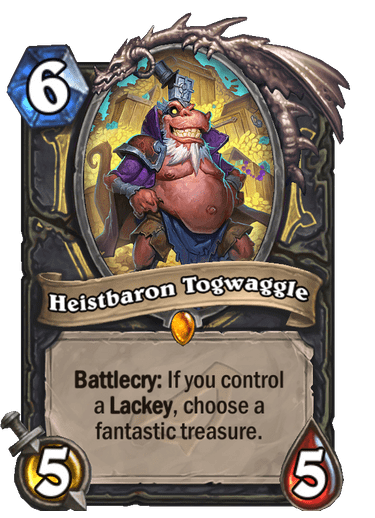 6
Heistbaron Togwaggle
Battlecry: If you control
a Lackey, choose a
fantastic treasure.
5
5